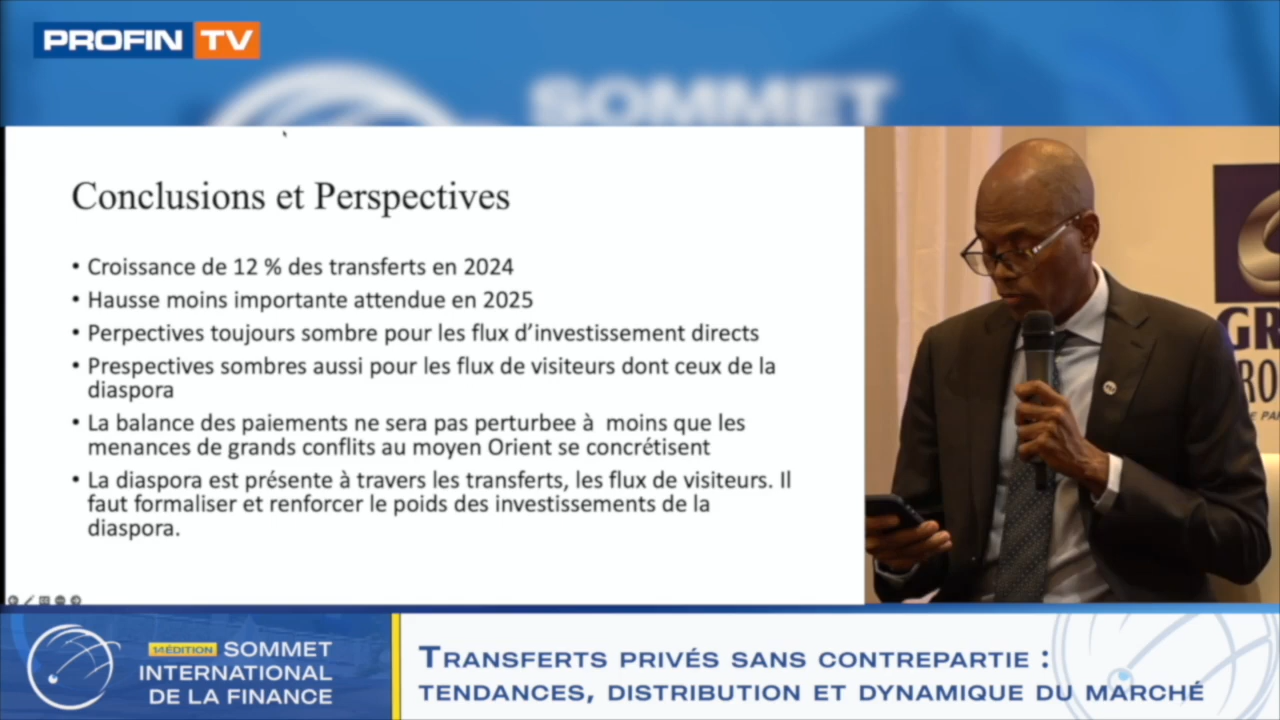 PROFIN TV
SOMMET
Conclusions et Perspectives
• Croissance de 12 % des transferts en 2024
• Hausse moins importante attendue en 2025
• Perpectives toujours sombre pour les flux d’investissement directs
• Prespectives sombres aussi pour les flux de visiteurs dont ceux de la
diaspora
• La balance des paiements ne sera pas perturbee à moins que les
menances de grands conflits au moyen Orient se concrétisent
• La diaspora est présente à travers les transferts, les flux de visiteurs. Il
faut formaliser et renforcer le poids des investissements de la
diaspora.
GR
RO
E PA
14 ÉDITION SOMMET
INTERNATIONAL
DE LA FINANCE
TRANSFERTS PRIVÉS SANS CONTREPARTIE :
TENDANCES, DISTRIBUTION ET DYNAMIQUE DU MARCHÉ